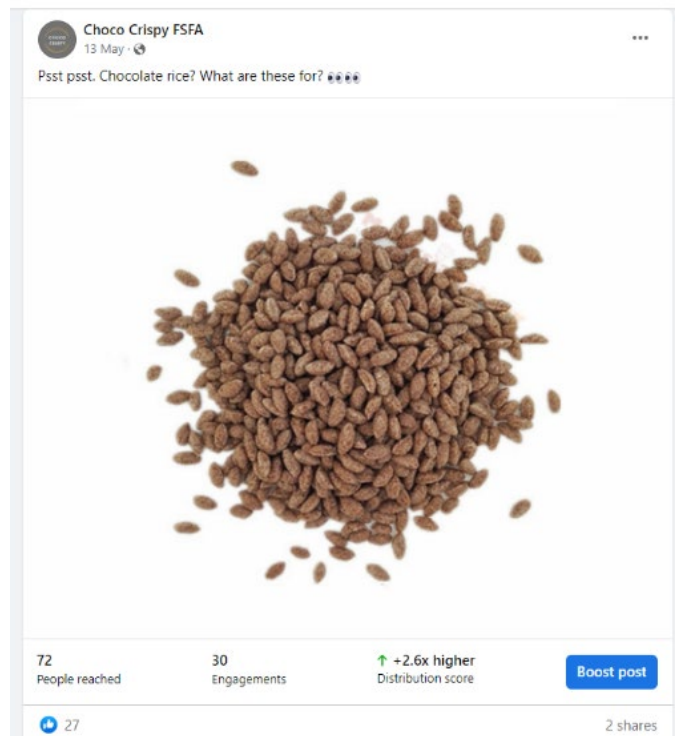 Choco Crispy FSFA
13 May ·
Psst psst. Chocolate rice? What are these for? 👀👀
72
People reached
30
Engagements
↑ +2.6x higher
Distribution score
Boost post
27
2 shares